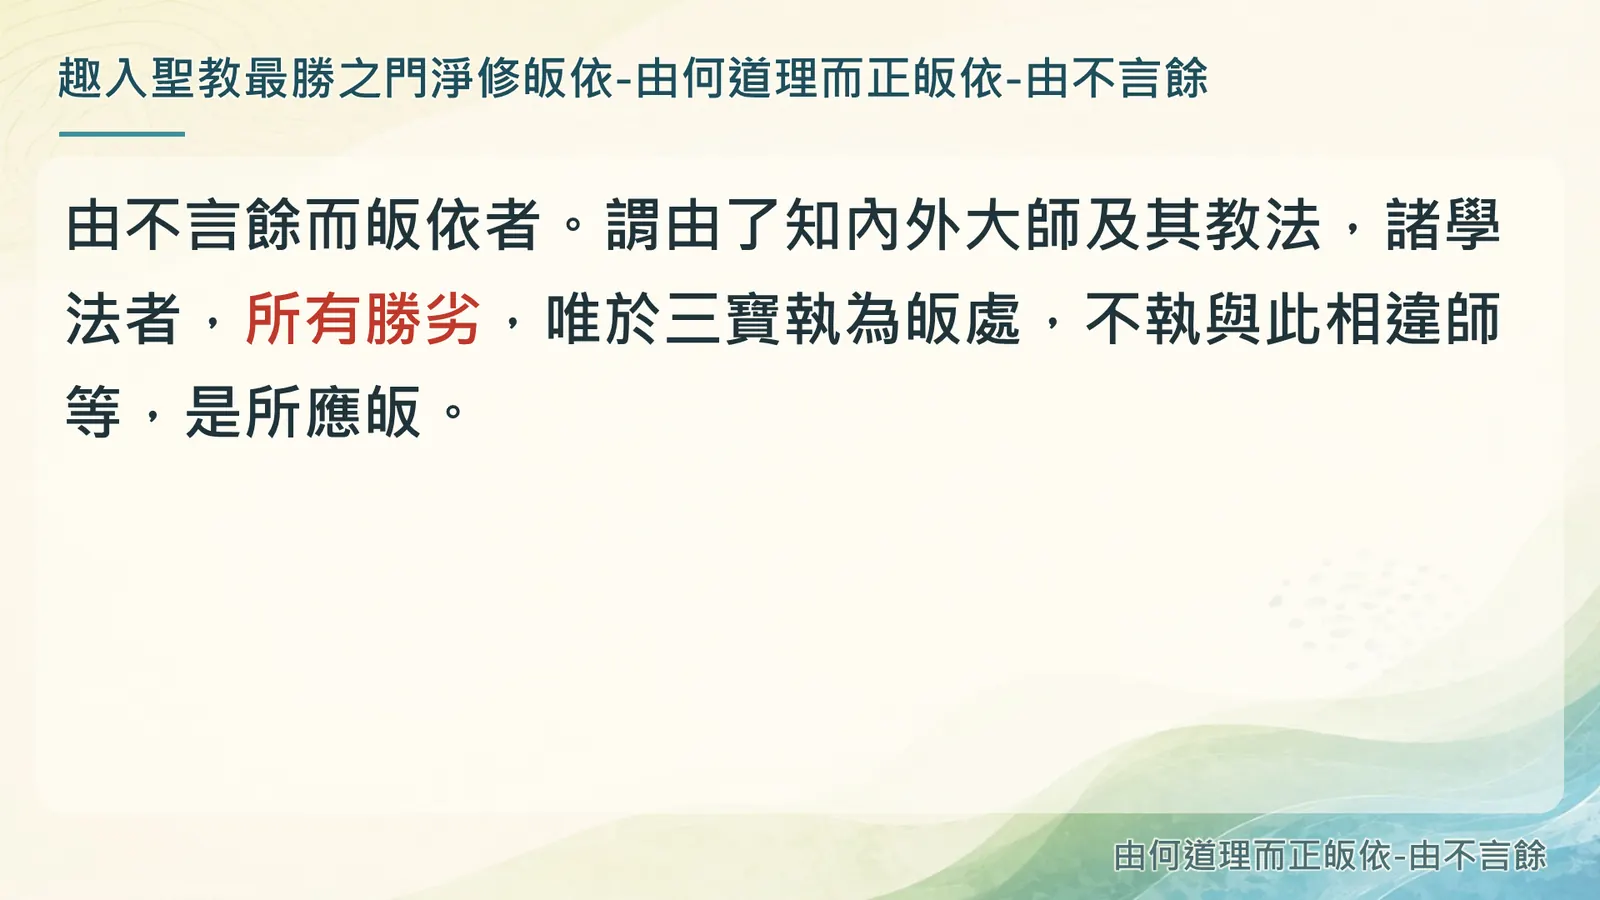 趣入聖教最勝之門淨修皈依-由何道理而正皈依-由不言餘
由不言餘而皈依者。謂由了知內外大師及其教法，諸學
法者，所有勝劣，唯於三寶執為皈處，不執與此相違師
等，是所應皈。
由何道理而正皈依-由不言餘